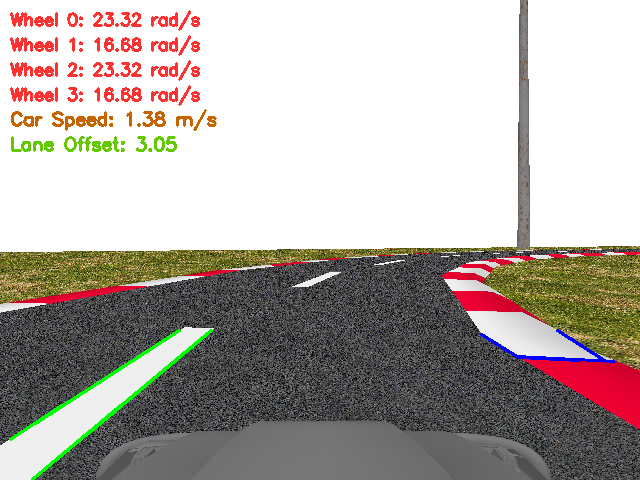 Wheel 0: 23.32 rad/s
Wheel 1: 16.68 rad/s
Wheel 2: 23.32 rad/s
Wheel 3: 16.68 rad/s
Car Speed: 1.38 m/s
Lane Offset: 3.05